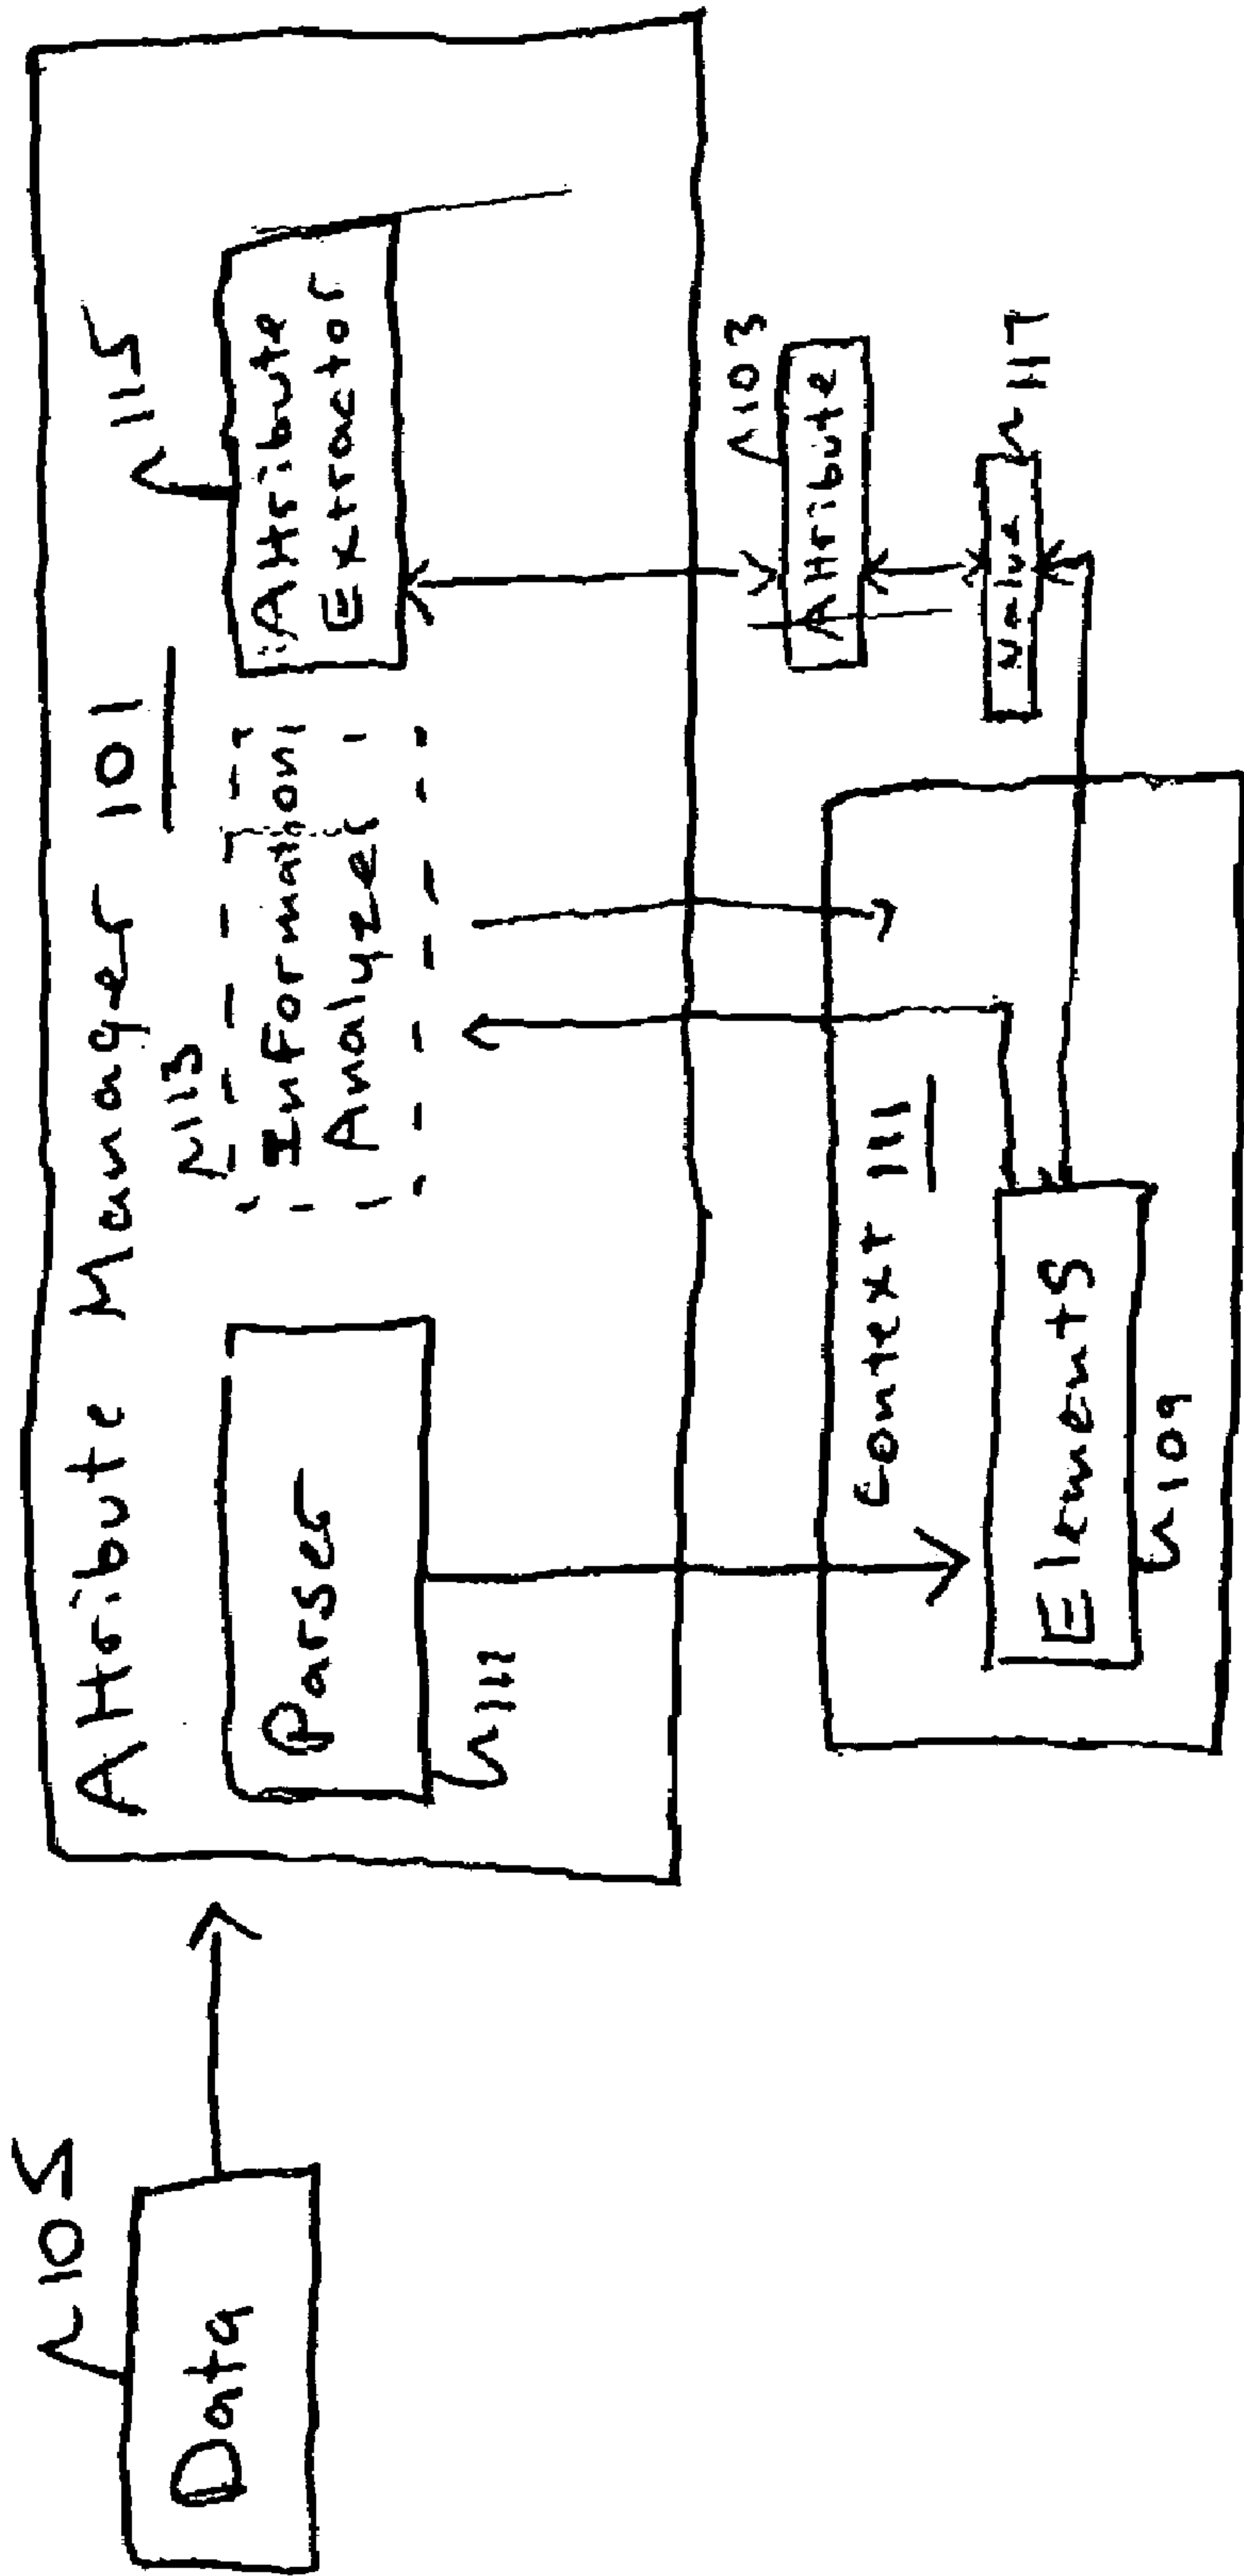 Attribute Manager 101
105
Data
111
Parser
113
Information
Analyzer
115
Attribute
Extractor
103
Attribute
117
Value
Context 111
Elements
109